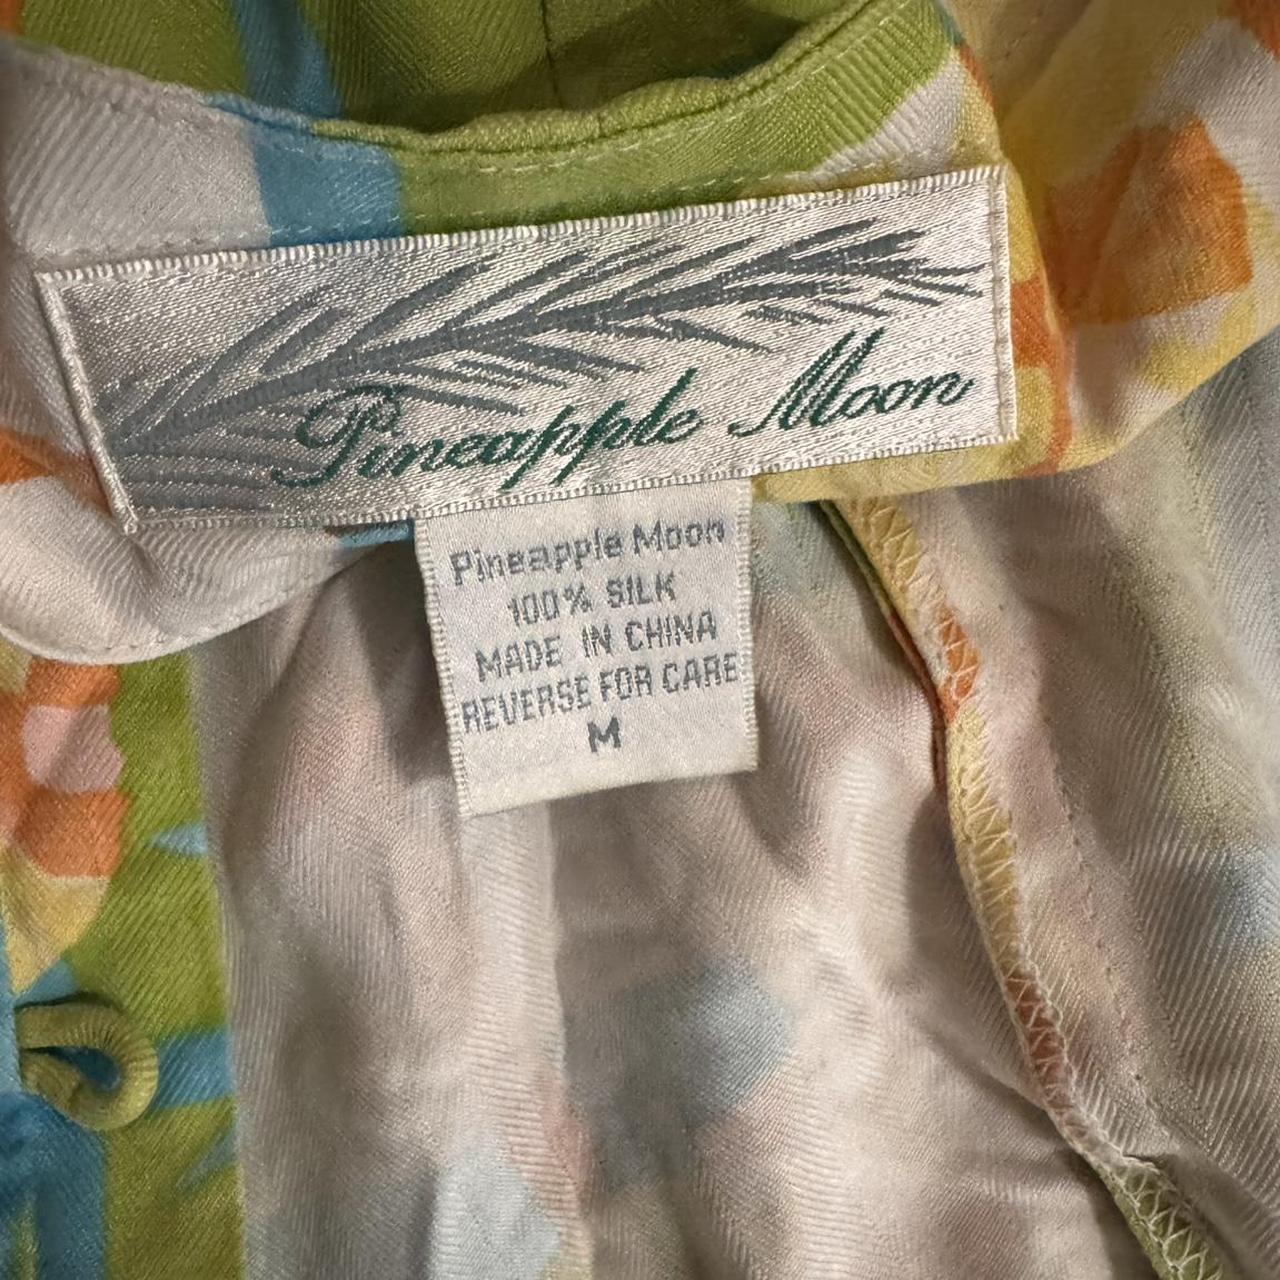 Pineapple Moon
Pineapple Moon
100% SILK
MADE IN CHINA
REVERSE FOR CARE
M